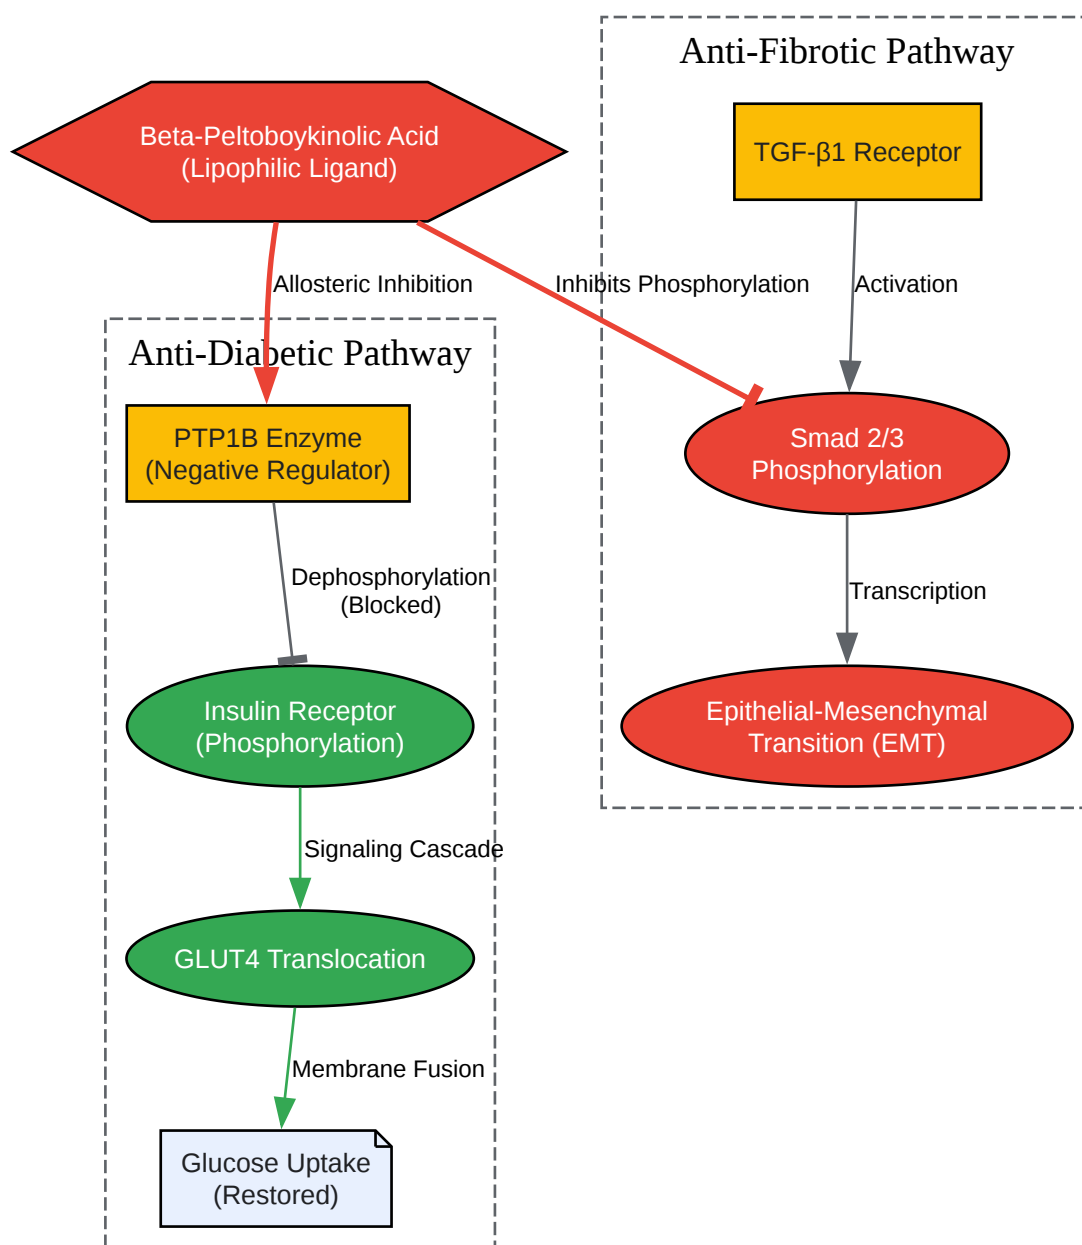 Anti-Fibrotic Pathway
Beta-Peltoboykinolic Acid
(Lipophilic Ligand)
TGF-β1 Receptor
Allosteric Inhibition
Inhibits Phosphorylation
Activation
Anti-Diabetic Pathway
PTP1B Enzyme
(Negative Regulator)
Smad 2/3
Phosphorylation
Dephosphorylation
(Blocked)
Transcription
Insulin Receptor
(Phosphorylation)
Epithelial-Mesenchymal
Transition (EMT)
Signaling Cascade
GLUT4 Translocation
Membrane Fusion
Glucose Uptake
(Restored)